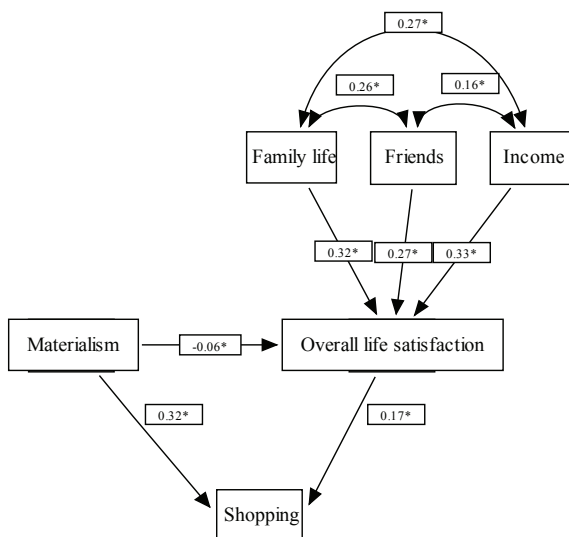 0.27*
0.26*
0.16*
Family life
Friends
Income
0.32*
0.27*
0.33*
Materialism
-0.06*
Overall life satisfaction
0.32*
0.17*
Shopping